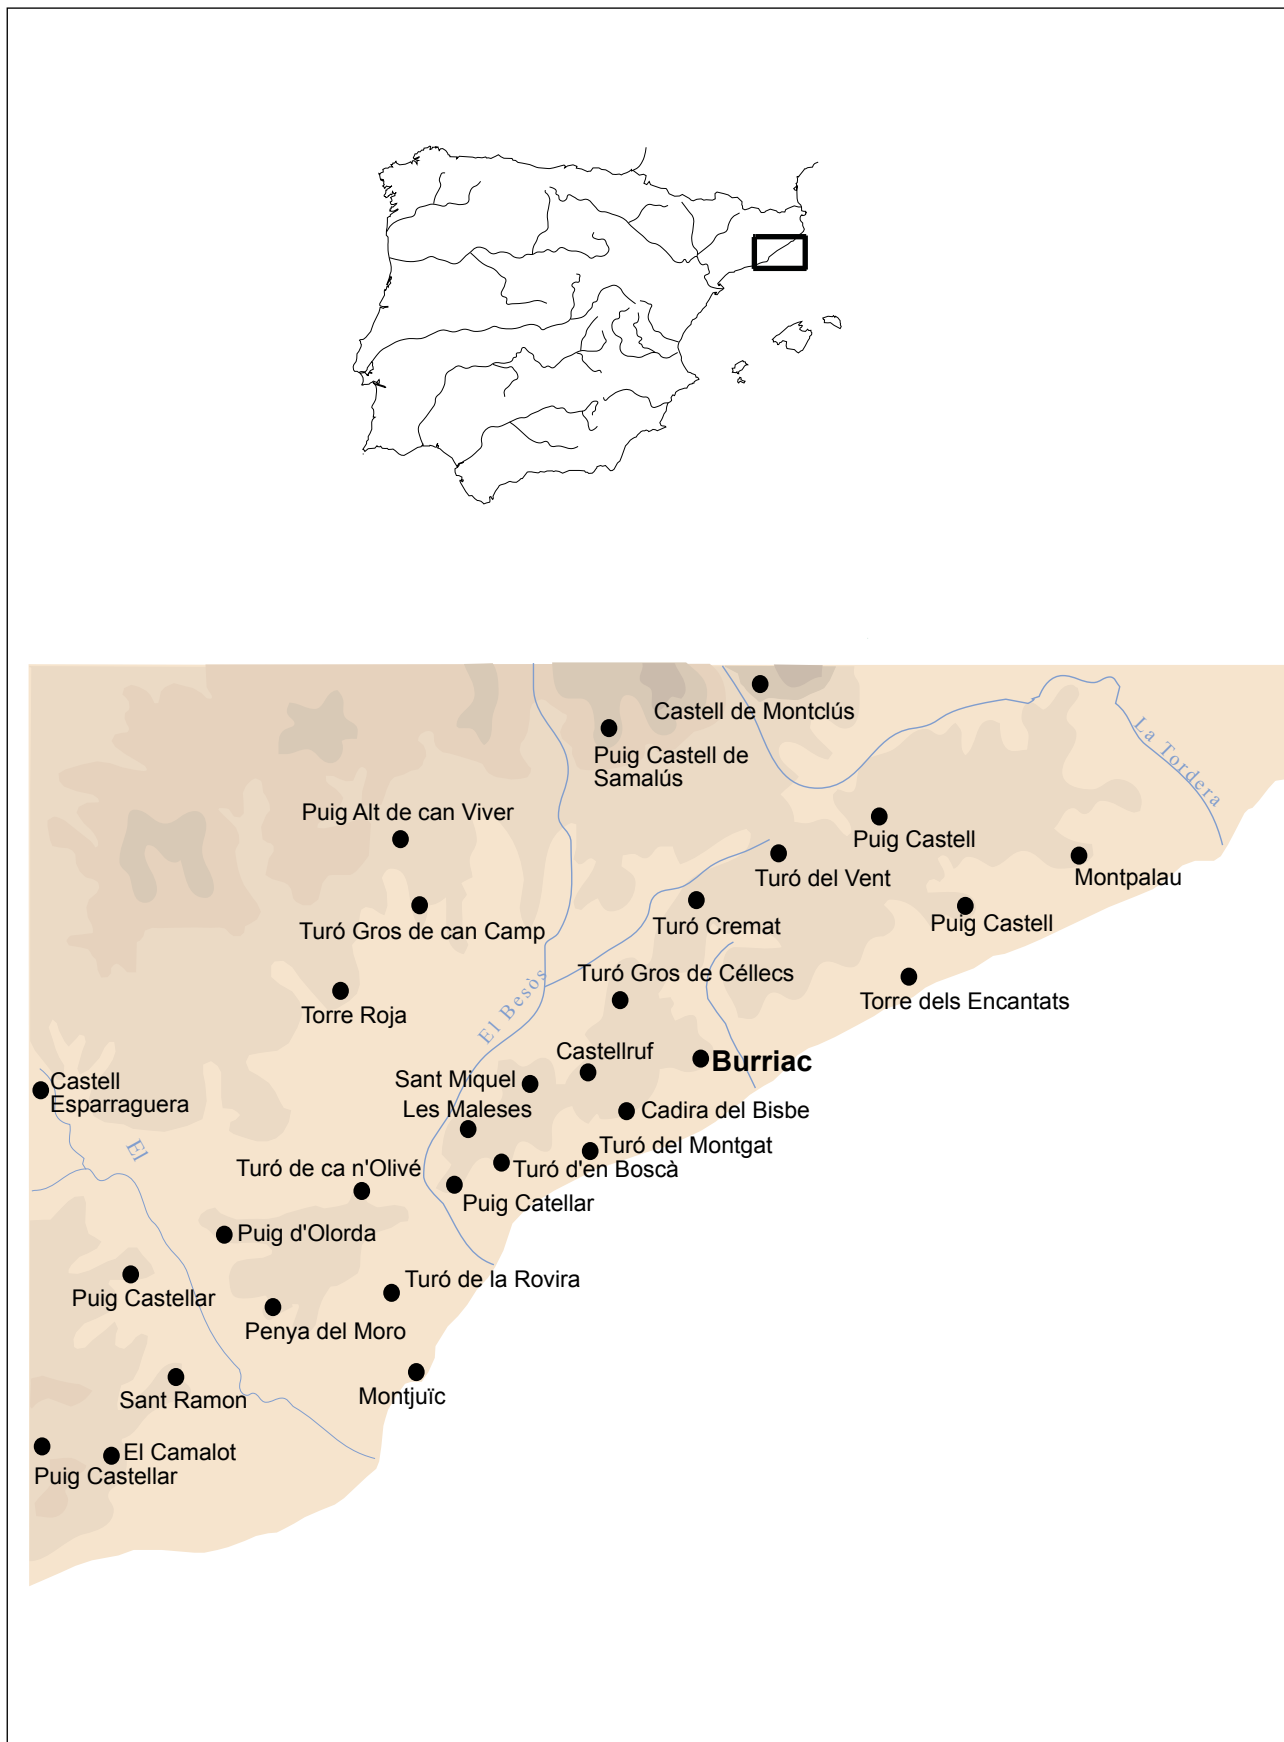 Castell de Montclús
Puig Castell de
Samalús
La Tordera
Puig Alt de can Viver
Puig Castell
Turó del Vent
Montpalau
Turó Cremat
Puig Castell
Turó Gros de can Camp
Turó Gros de Céllecs
El Besòs
Torre Roja
Torre dels Encantats
Castellruf
Burriac
Sant Miquel
Castell
Esparraguera
Les Maleses
Cadira del Bisbe
El
Turó del Montgat
Turó de ca n'Olivé
Turó d'en Boscà
Puig Catellar
Puig d'Olorda
Turó de la Rovira
Puig Castellar
Penya del Moro
Sant Ramon
Montjuïc
El Camalot
Puig Castellar